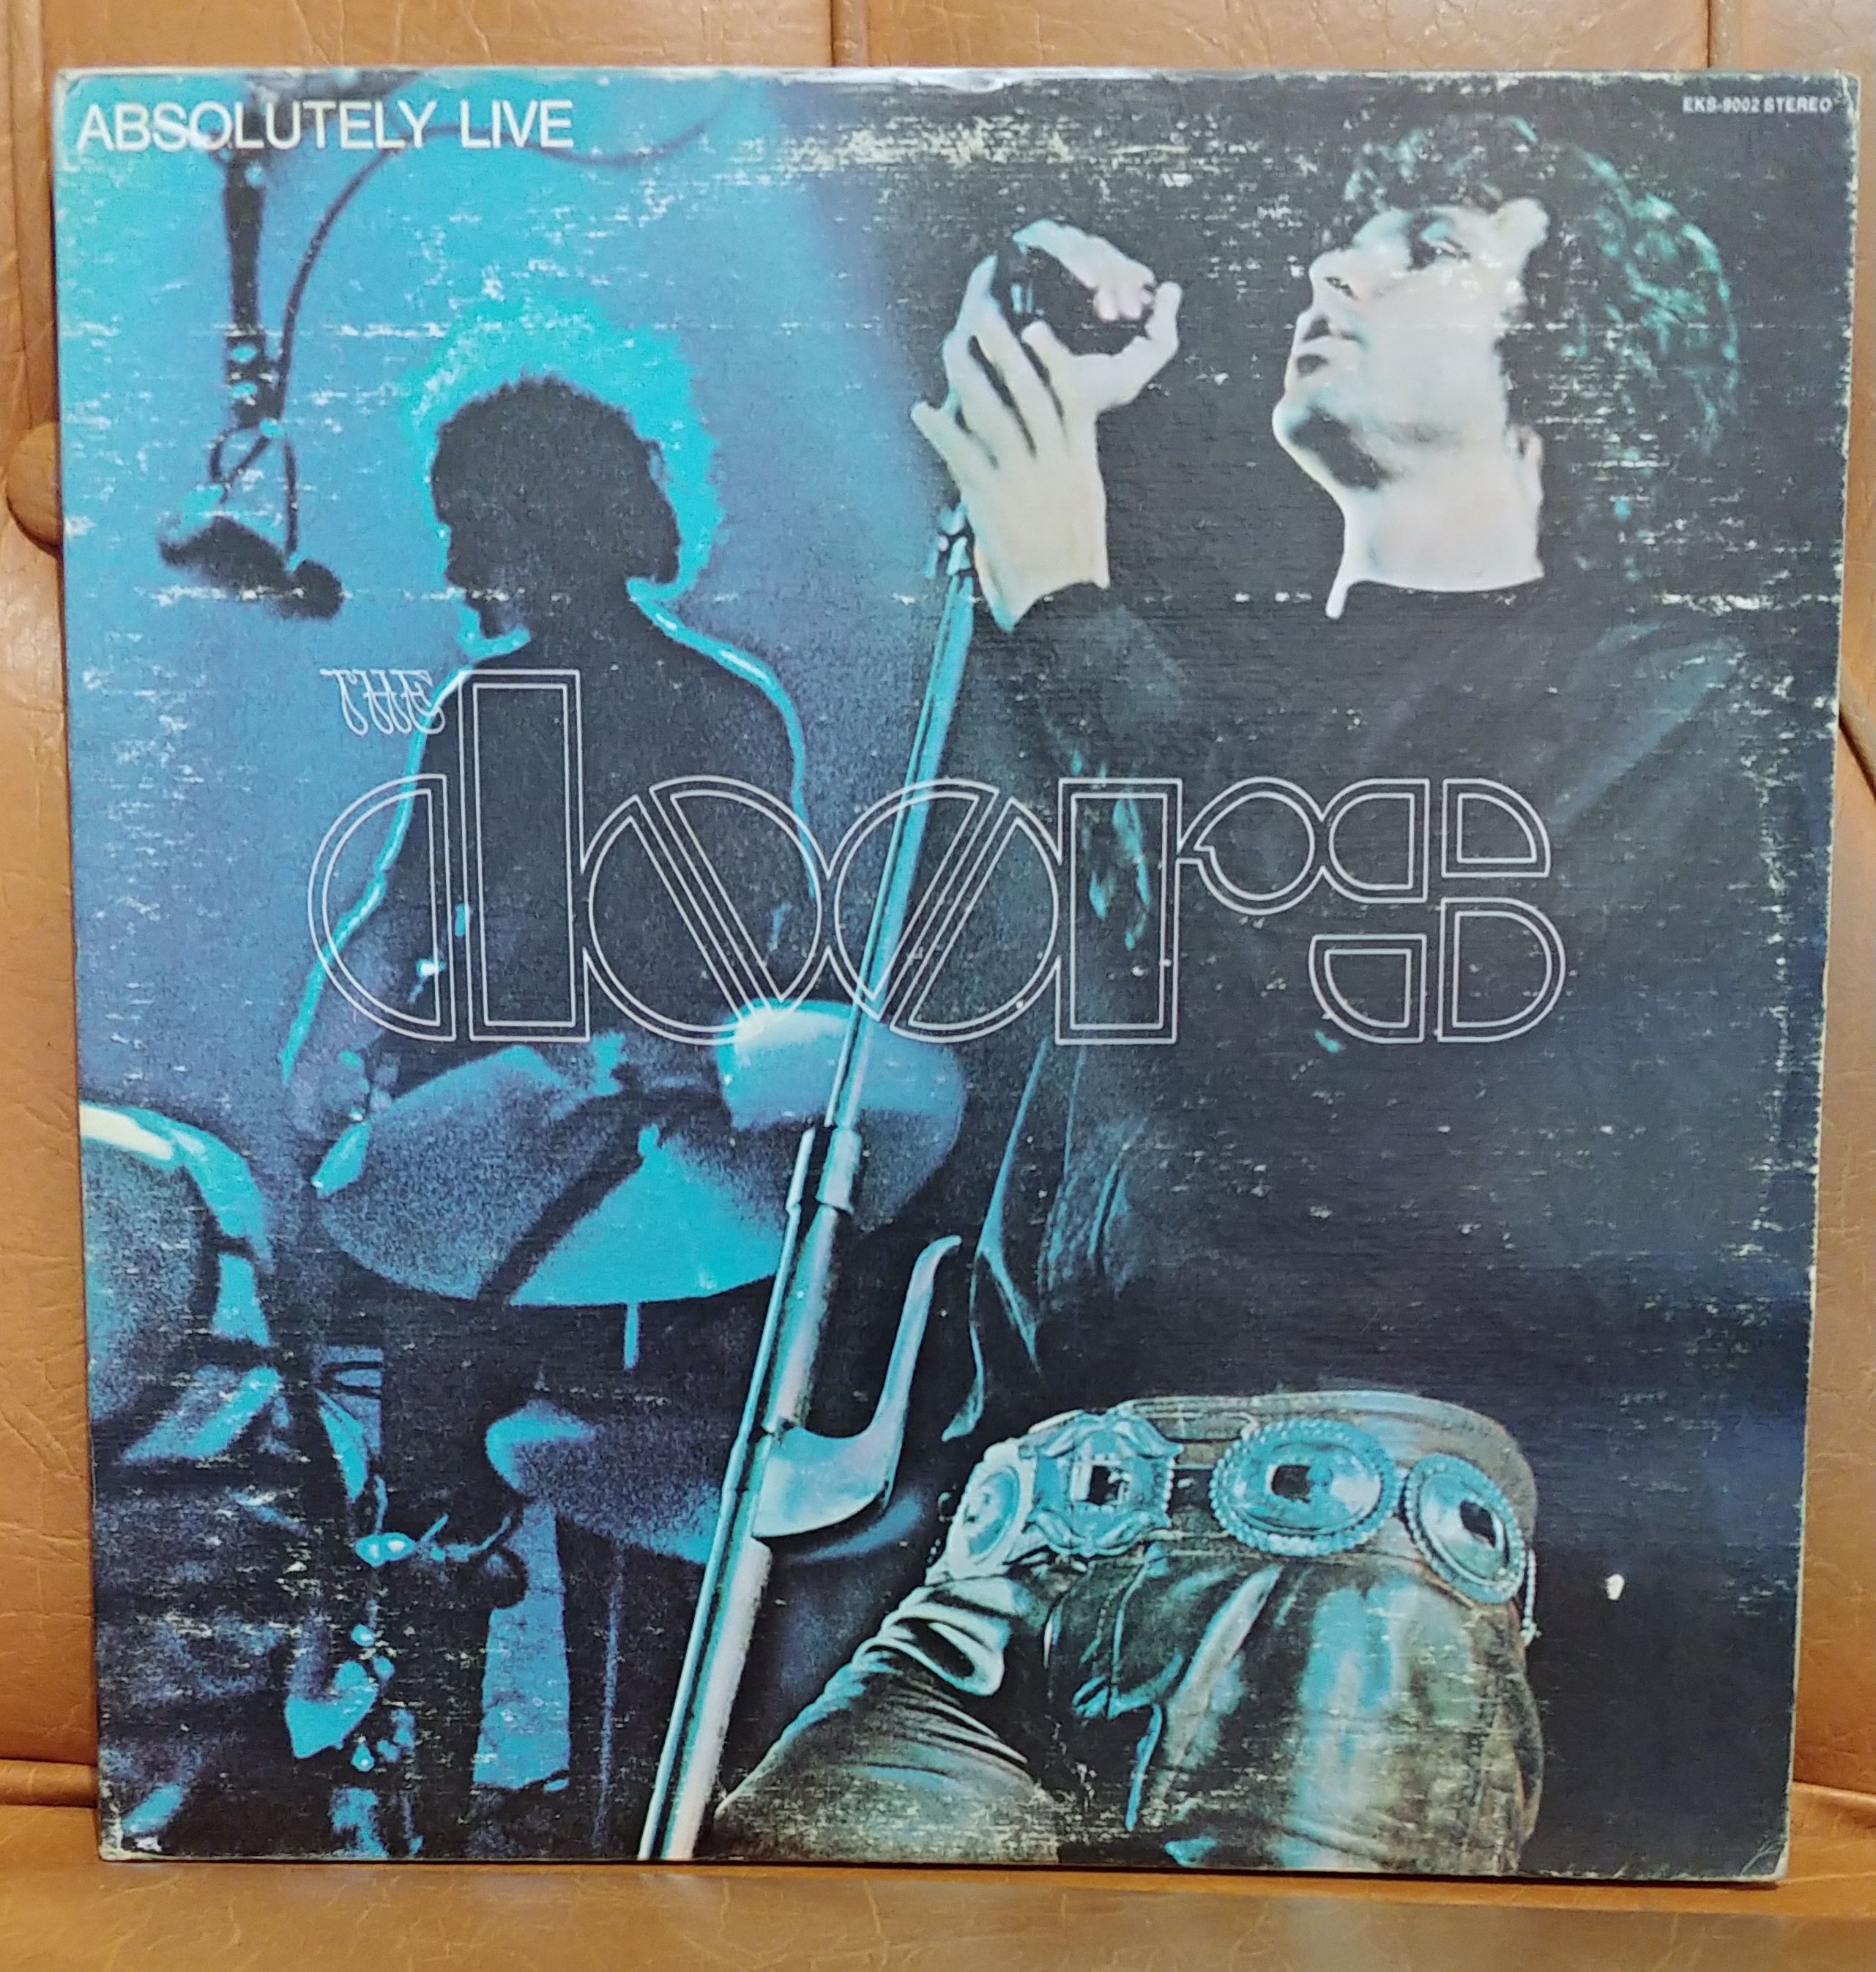 ABSOLUTELY LIVE
EKS-9002 STEREO
THE
doors